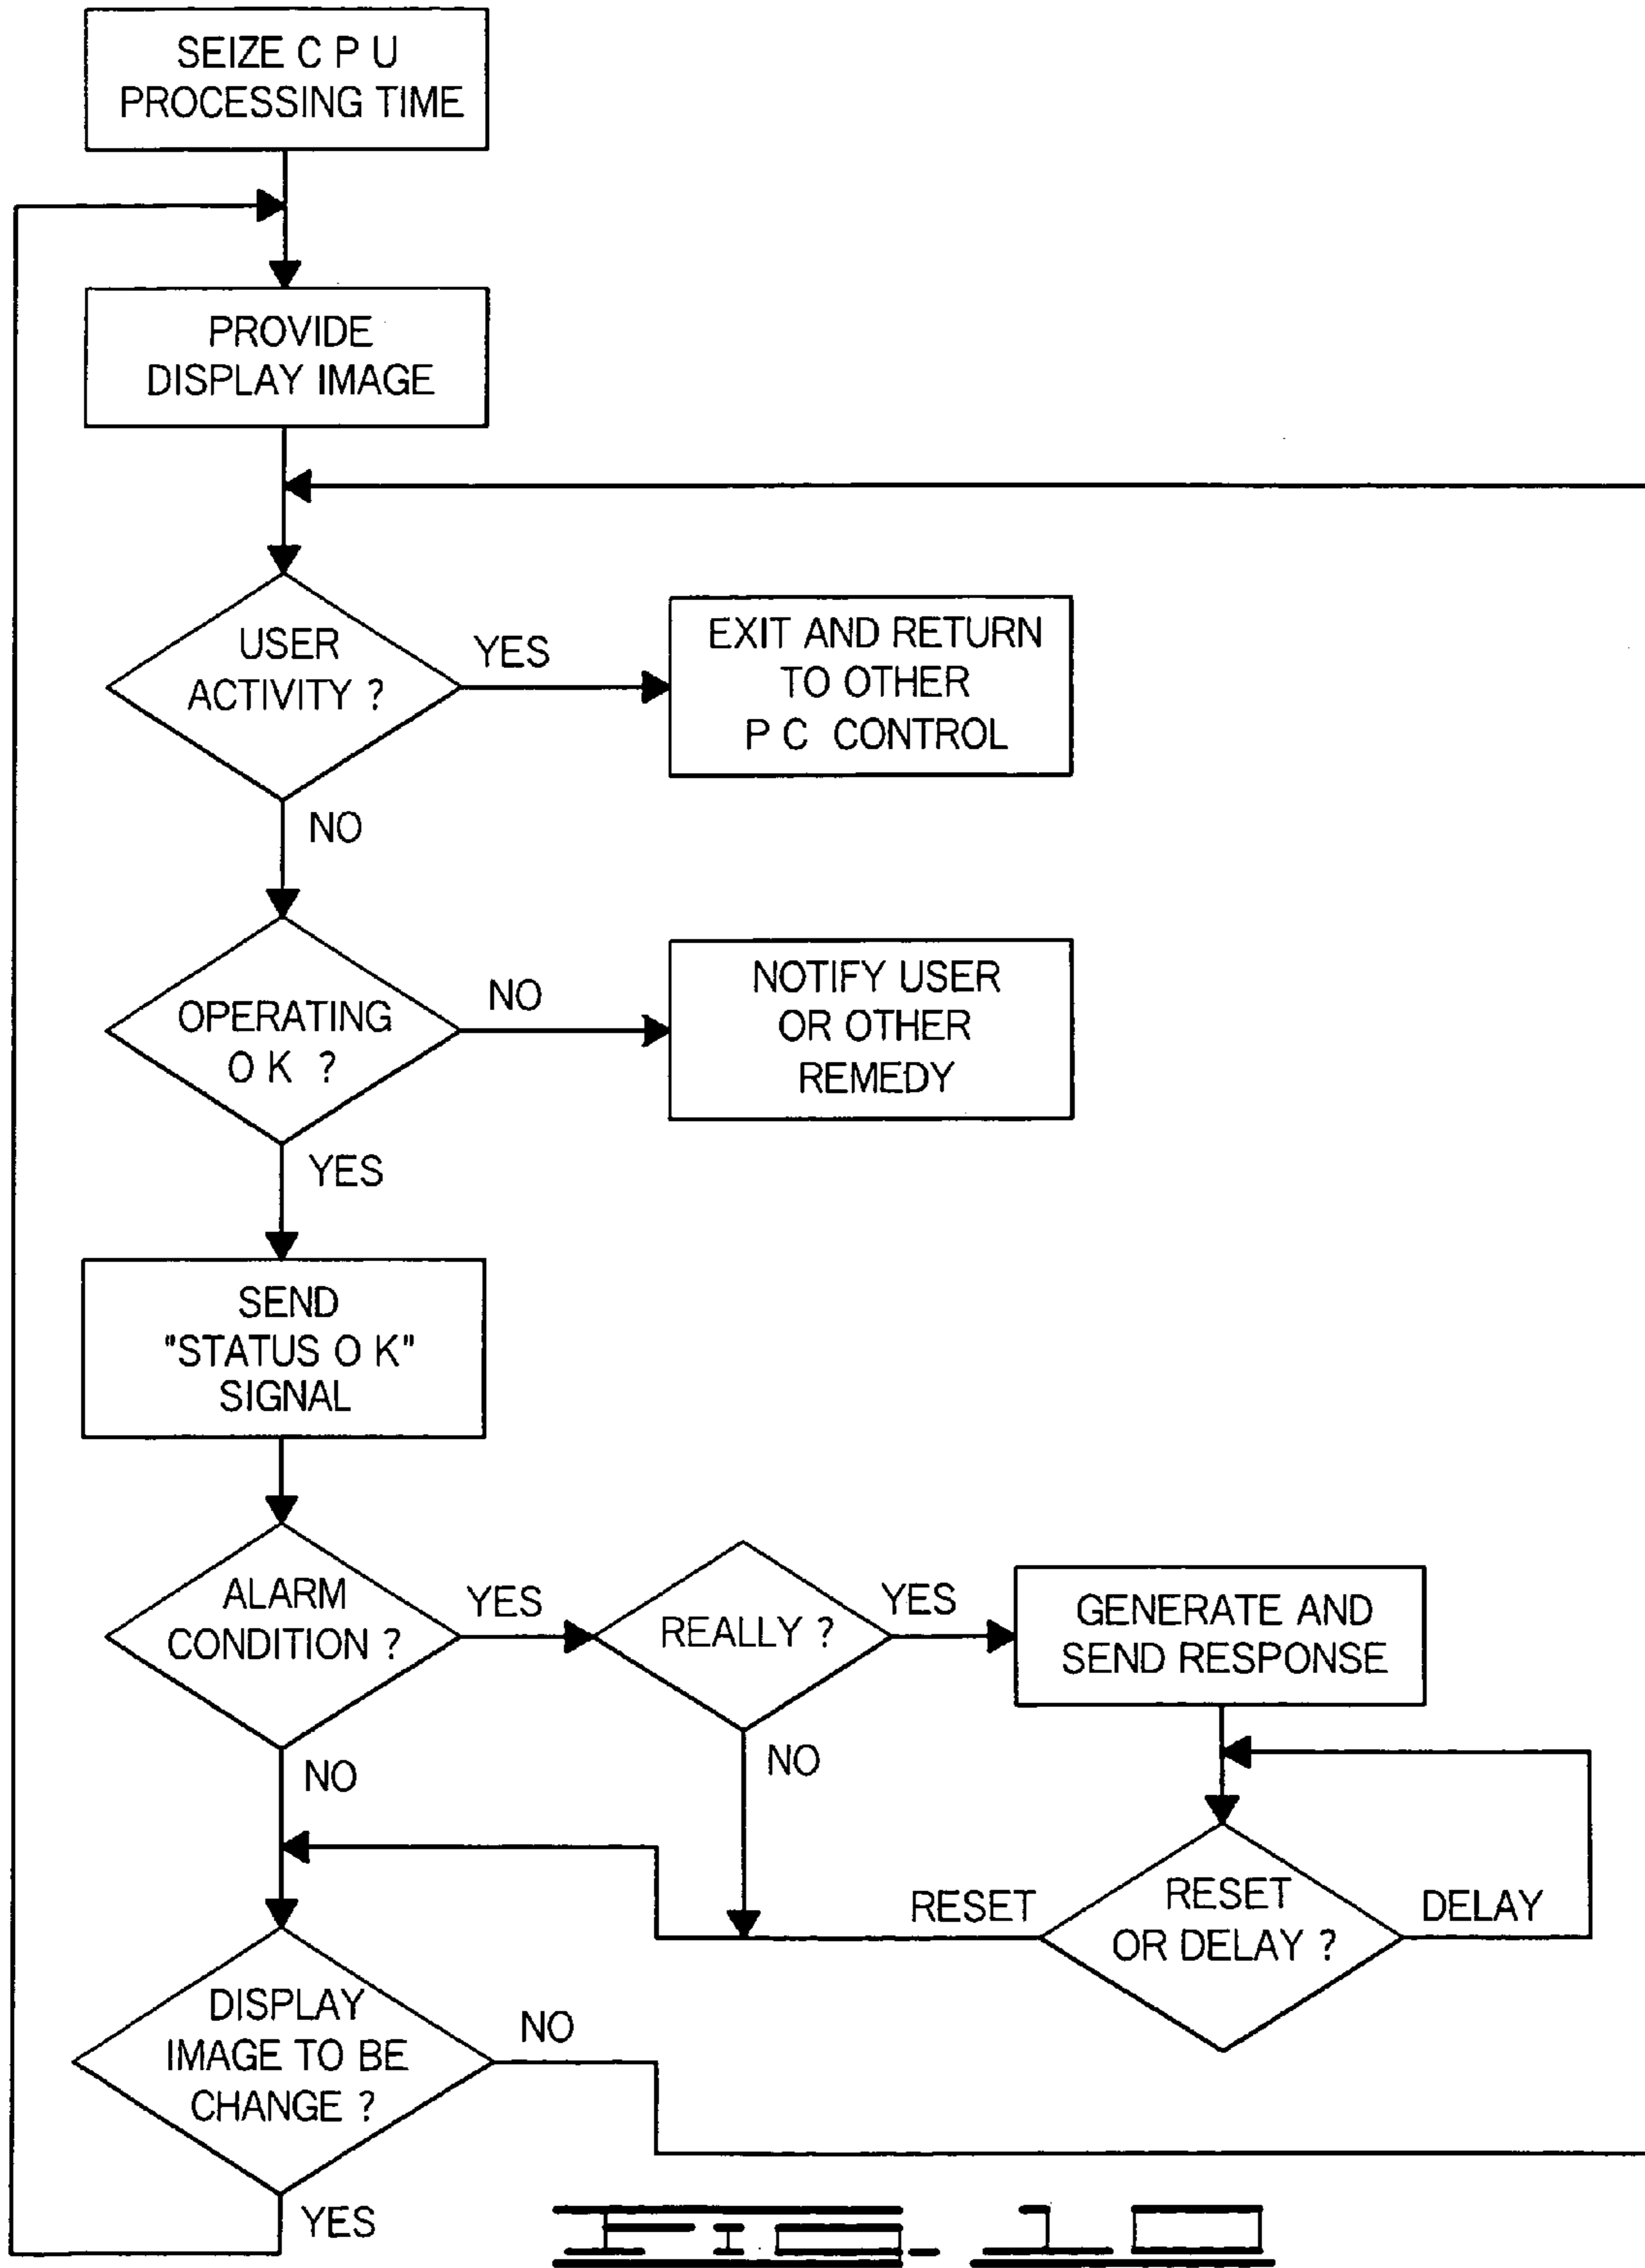 SEIZE C P U
PROCESSING TIME
PROVIDE
DISPLAY IMAGE
USER
ACTIVITY ?
YES
EXIT AND RETURN
TO OTHER
P C CONTROL
NO
OPERATING
O K ?
NO
NOTIFY USER
OR OTHER
REMEDY
YES
SEND
"STATUS O K"
SIGNAL
ALARM
CONDITION ?
YES
REALLY ?
YES
GENERATE AND
SEND RESPONSE
NO
NO
RESET
RESET
OR DELAY ?
DELAY
DISPLAY
IMAGE TO BE
CHANGE ?
NO
YES